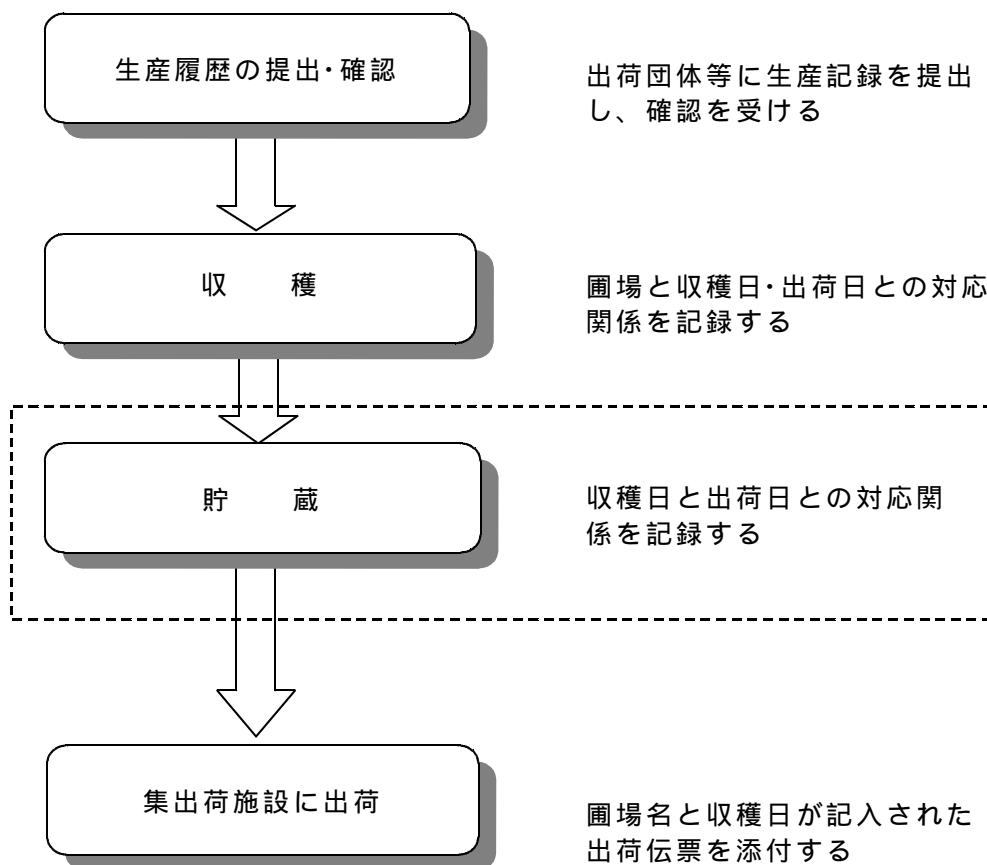 生産履歴の提出・確認
出荷団体等に生産記録を提出
し、確認を受ける
収　　穫
圃場と収穫日・出荷日との対応
関係を記録する
貯　　蔵
収穫日と出荷日との対応関
係を記録する
集出荷施設に出荷
圃場名と収穫日が記入された
出荷伝票を添付する